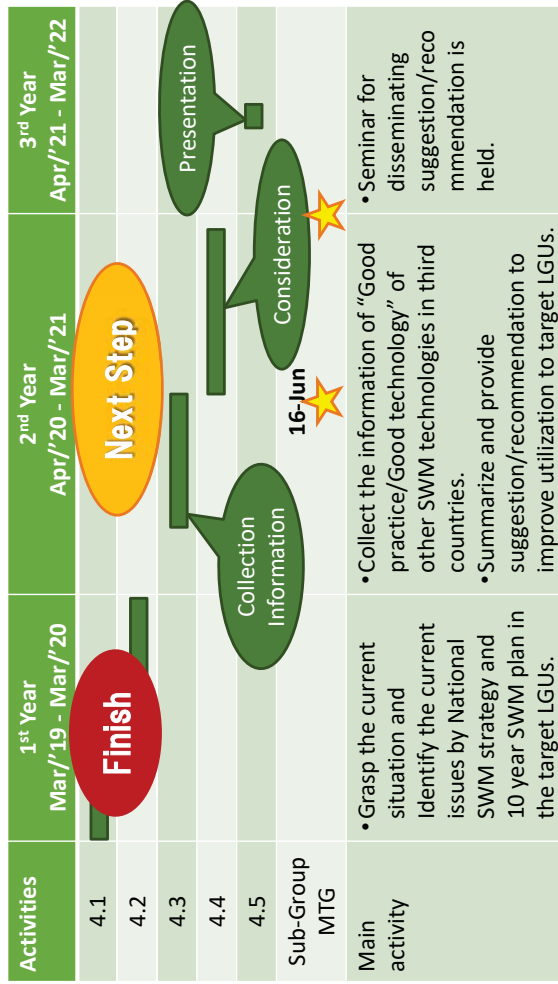 Activities
1st Year
Mar/’19 - Mar/’20
2nd Year
Apr/’20 - Mar/’21
3rd Year
Apr/’21 - Mar/’22
4.1
4.2
4.3
4.4
4.5
Finish
Next Step
Collection
Information
Consideration
Presentation
Sub-Group
MTG
16-Jun
Main
activity
•Grasp the current
situation and
Identify the current
issues by National
SWM strategy and
10 year SWM plan in
the target LGUs.
•Collect the information of “Good
practice/Good technology” of
other SWM technologies in third
countries.
•Summarize and provide
suggestion/recommendation to
improve utilization to target LGUs.
•Seminar for
disseminating
suggestion/reco
mmendation is
held.